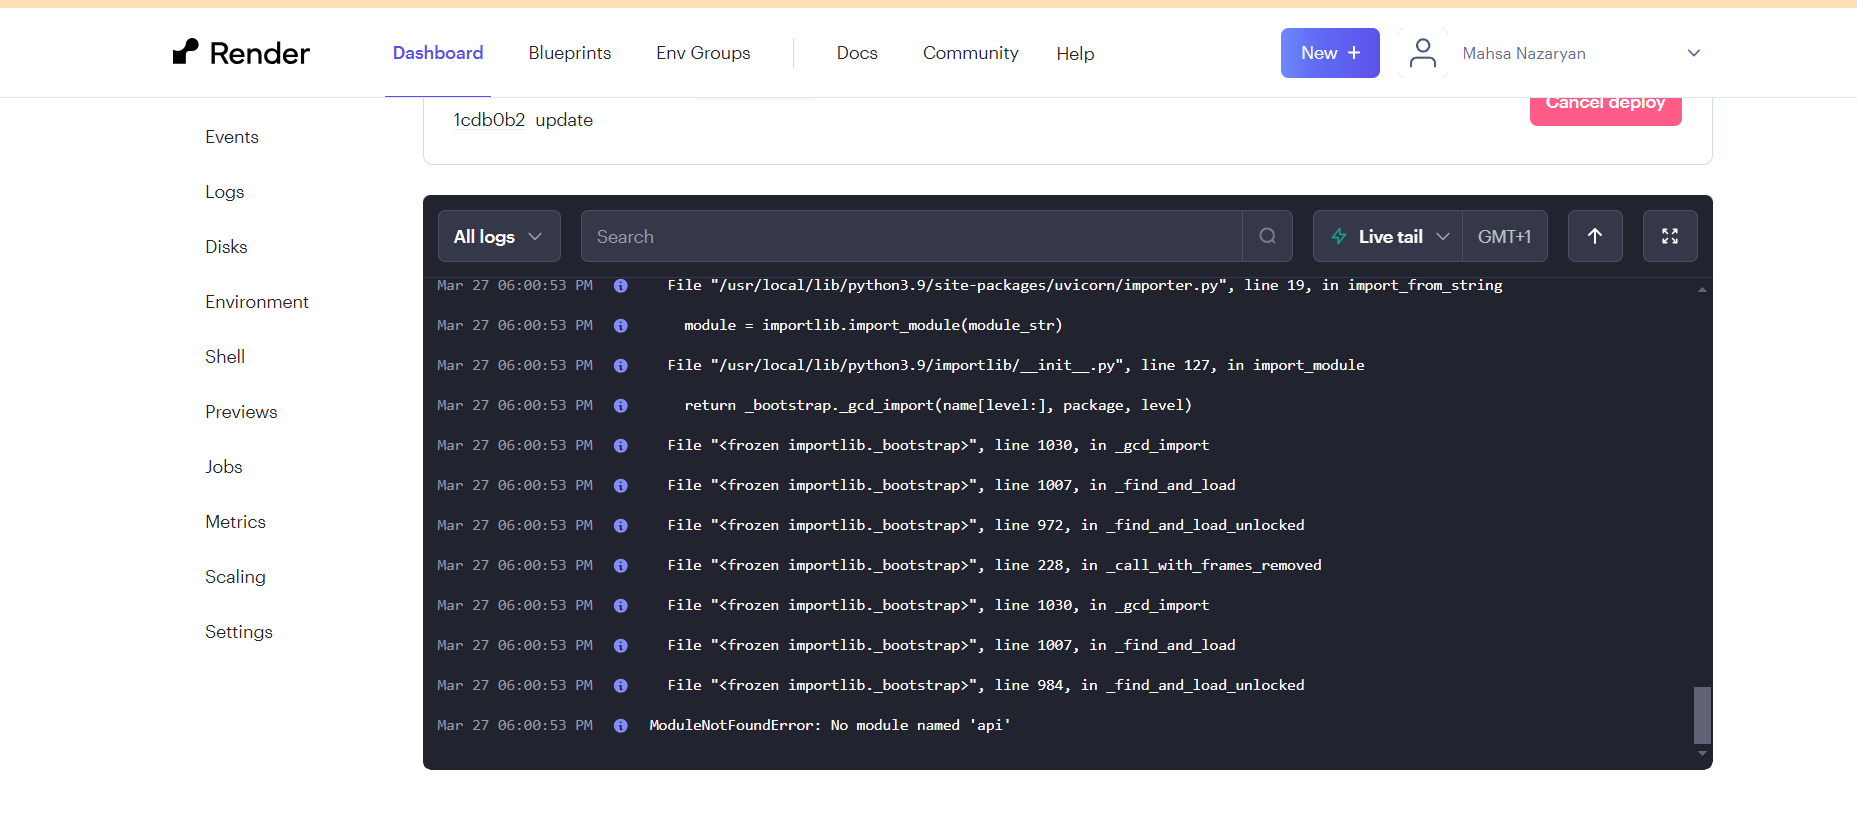 Render Dashboard Blueprints Env Groups Docs Community Help New + Mahsa Nazaryan
Cancel deploy
1cdb0b2 update
Events
Logs
Disks
Environment
Shell
Previews
Jobs
Metrics
Scaling
Settings
All logs Search Live tail GMT+1
Mar 27 06:00:53 PM File "/usr/local/lib/python3.9/site-packages/uvicorn/importer.py", line 19, in import_from_string
Mar 27 06:00:53 PM module = importlib.import_module(module_str)
Mar 27 06:00:53 PM File "/usr/local/lib/python3.9/importlib/__init__.py", line 127, in import_module
Mar 27 06:00:53 PM return _bootstrap._gcd_import(name[level:], package, level)
Mar 27 06:00:53 PM File "<frozen importlib._bootstrap>", line 1030, in _gcd_import
Mar 27 06:00:53 PM File "<frozen importlib._bootstrap>", line 1007, in _find_and_load
Mar 27 06:00:53 PM File "<frozen importlib._bootstrap>", line 972, in _find_and_load_unlocked
Mar 27 06:00:53 PM File "<frozen importlib._bootstrap>", line 228, in _call_with_frames_removed
Mar 27 06:00:53 PM File "<frozen importlib._bootstrap>", line 1030, in _gcd_import
Mar 27 06:00:53 PM File "<frozen importlib._bootstrap>", line 1007, in _find_and_load
Mar 27 06:00:53 PM File "<frozen importlib._bootstrap>", line 984, in _find_and_load_unlocked
Mar 27 06:00:53 PM ModuleNotFoundError: No module named 'api'